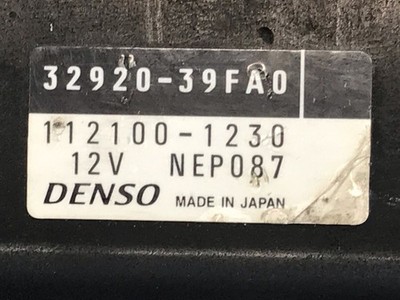 32920-39FA0
112100-1230
12V NEP087
DENSO MADE IN JAPAN